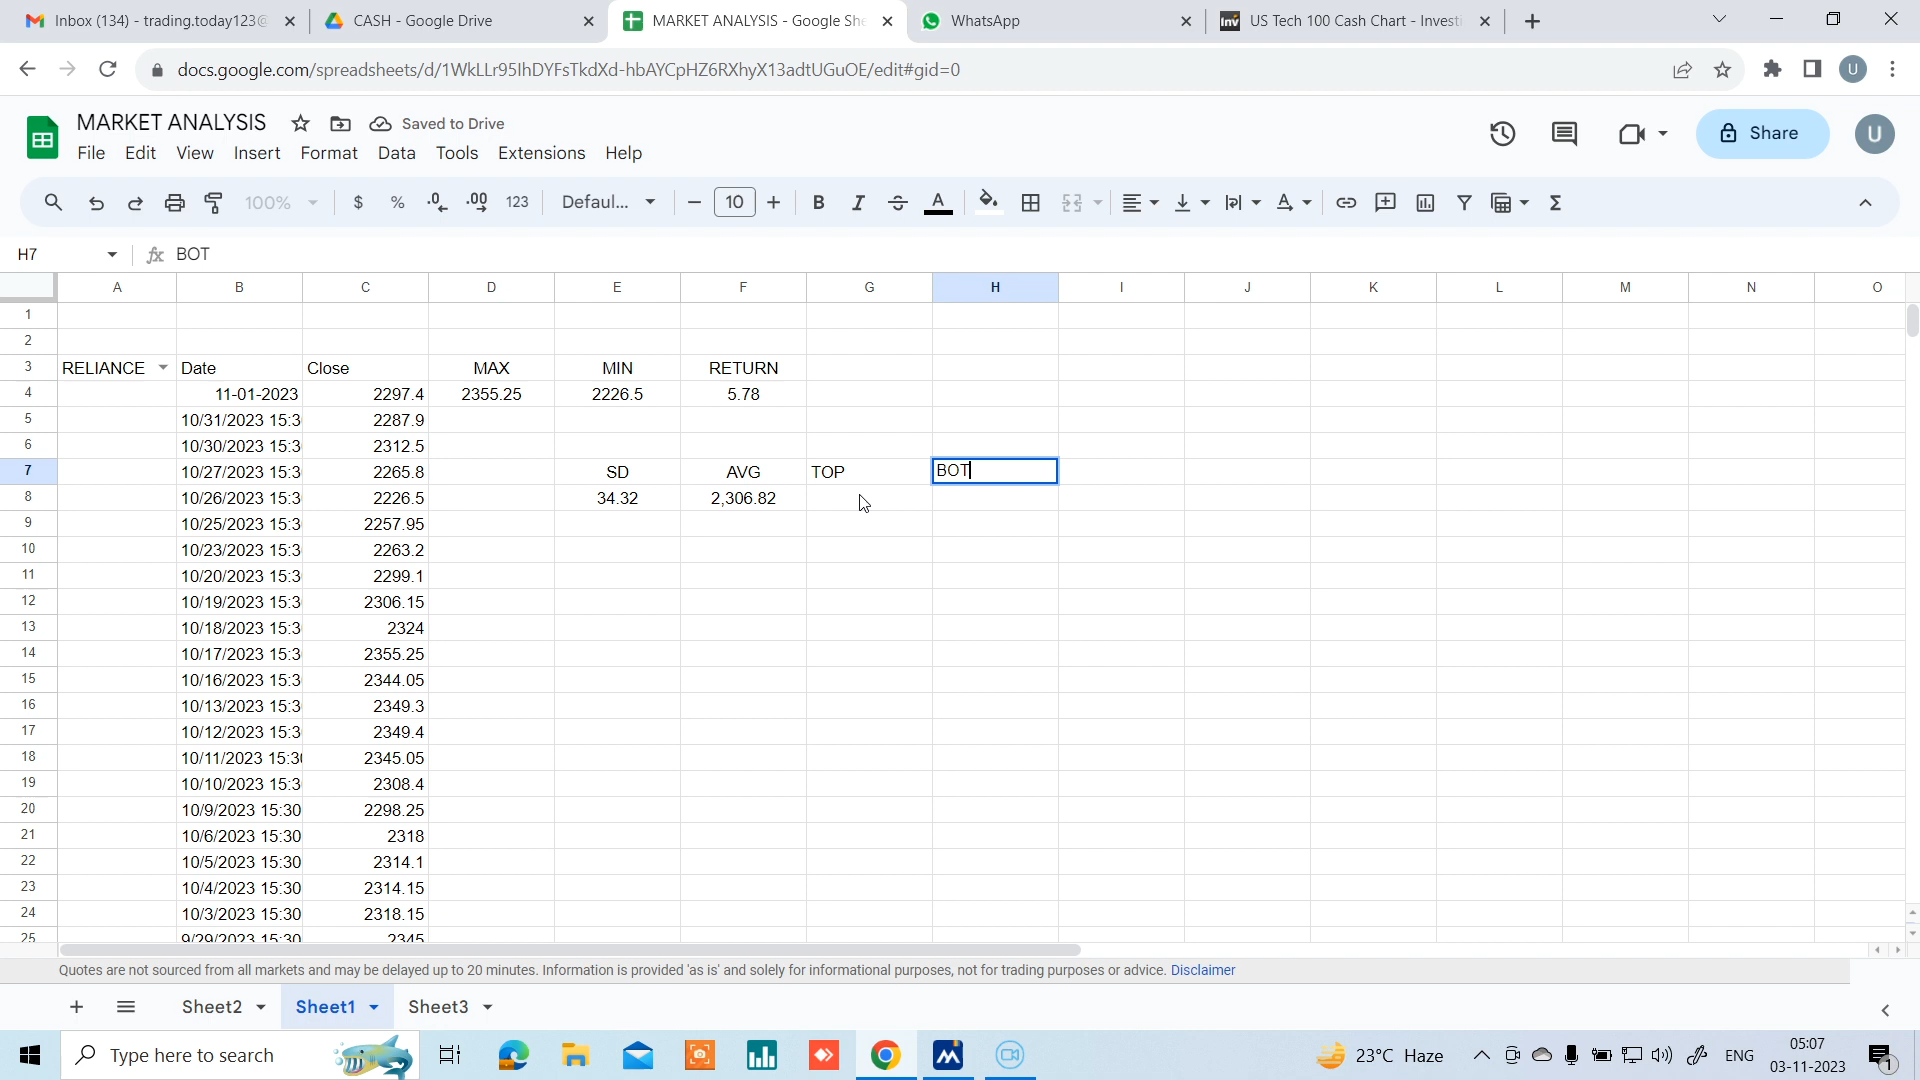 Inbox (134) - trading.today123@
CASH - Google Drive
MARKET ANALYSIS - Google She
WhatsApp
US Tech 100 Cash Chart - Investi
docs.google.com/spreadsheets/d/1WkLLr95lhDYFsTkdXd-hbAYCpHZ6RXhyX13adtUGuOE/edit#gid=0
U
MARKET ANALYSIS
Saved to Drive
Share
U
File Edit View Insert Format Data Tools Extensions Help
100% $ % .0 .00 123 Defaul... 10 B I A
H7 fx BOT
A B C D E F G H I J K L M N O
1
2
3 RELIANCE Date Close MAX MIN RETURN
4 11-01-2023 2297.4 2355.25 2226.5 5.78
5 10/31/2023 15:3 2287.9
6 10/30/2023 15:3 2312.5
7 10/27/2023 15:3 2265.8 SD AVG TOP BOT
8 10/26/2023 15:3 2226.5 34.32 2,306.82
9 10/25/2023 15:3 2257.95
10 10/23/2023 15:3 2263.2
11 10/20/2023 15:3 2299.1
12 10/19/2023 15:3 2306.15
13 10/18/2023 15:3 2324
14 10/17/2023 15:3 2355.25
15 10/16/2023 15:3 2344.05
16 10/13/2023 15:3 2349.3
17 10/12/2023 15:3 2349.4
18 10/11/2023 15:30 2345.05
19 10/10/2023 15:3 2308.4
20 10/9/2023 15:30 2298.25
21 10/6/2023 15:30 2318
22 10/5/2023 15:30 2314.1
23 10/4/2023 15:30 2314.15
24 10/3/2023 15:30 2318.15
25 9/29/2023 15:30 2345
Quotes are not sourced from all markets and may be delayed up to 20 minutes. Information is provided 'as is' and solely for informational purposes, not for trading purposes or advice. Disclaimer
Sheet2 Sheet1 Sheet3
Type here to search
23°C Haze
ENG
05:07
03-11-2023
1